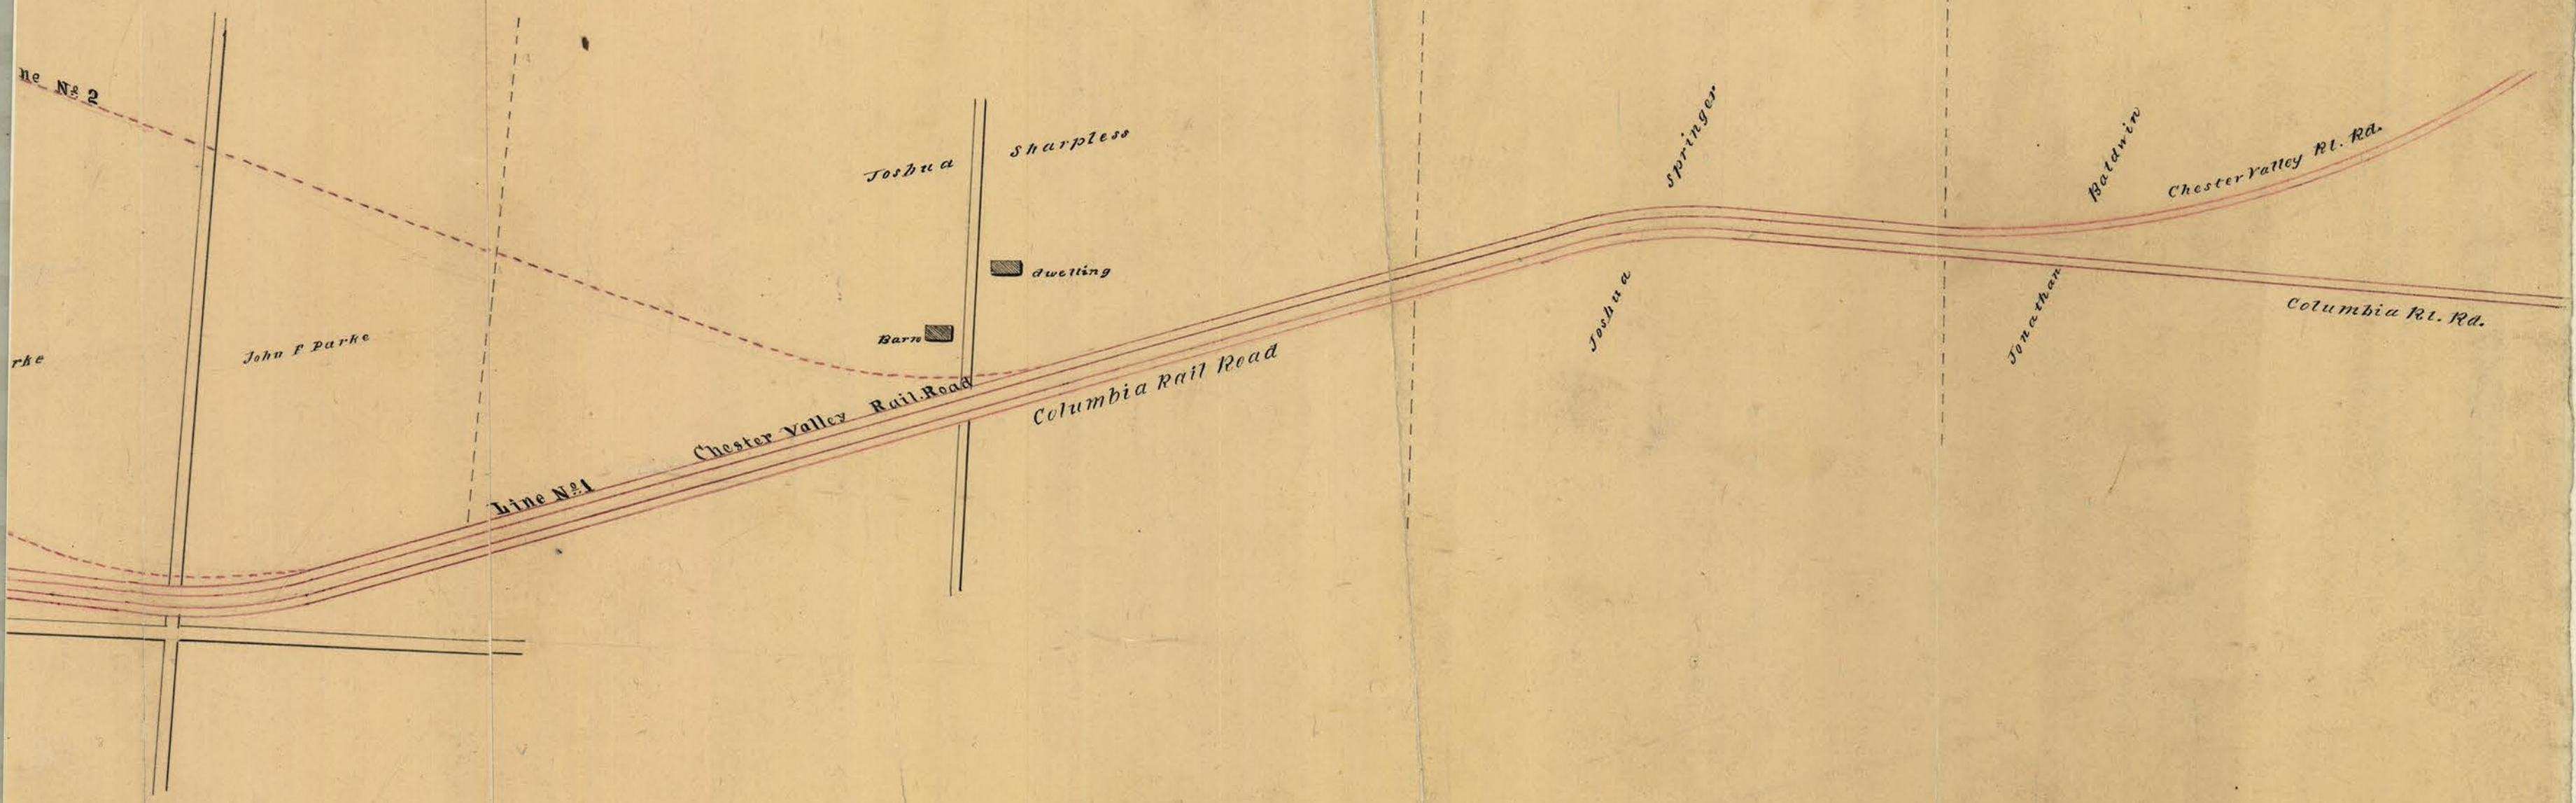 ne Nº 2
rke
John F Parke
Joshua Sharpless
dwelling
Barn
Line Nº 1
Chester Valley Rail.Road
Columbia Rail Road
Joshua Springer
Jonathan Baldwin
Chester Valley Rl. Rd.
Columbia Rl. Rd.